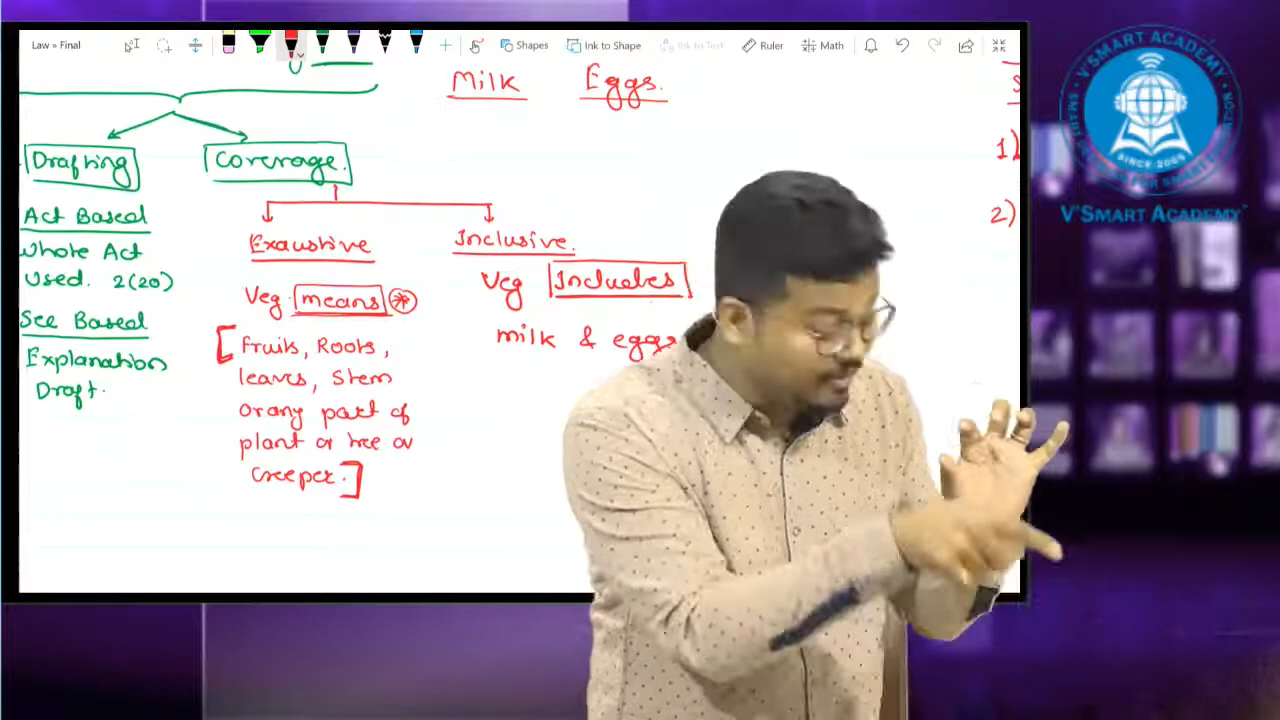 Law » Final
Shapes
Ink to Shape
Ink to Text
Ruler
Math
Milk Eggs.
Drafting
Coverage.
Act Based
Whole Act
Used. 2(20)
Sec Based
Explanation
Draft.
Exaustive
Veg. means
[Fruits, Roots,
leaves, Stem
or any part of
plant or tree or
creeper.]
Inclusive.
Veg Includes
milk & eggs
1)
2)
V'SMART ACADEMY
SINCE-2005
V'SMART ACADEMY